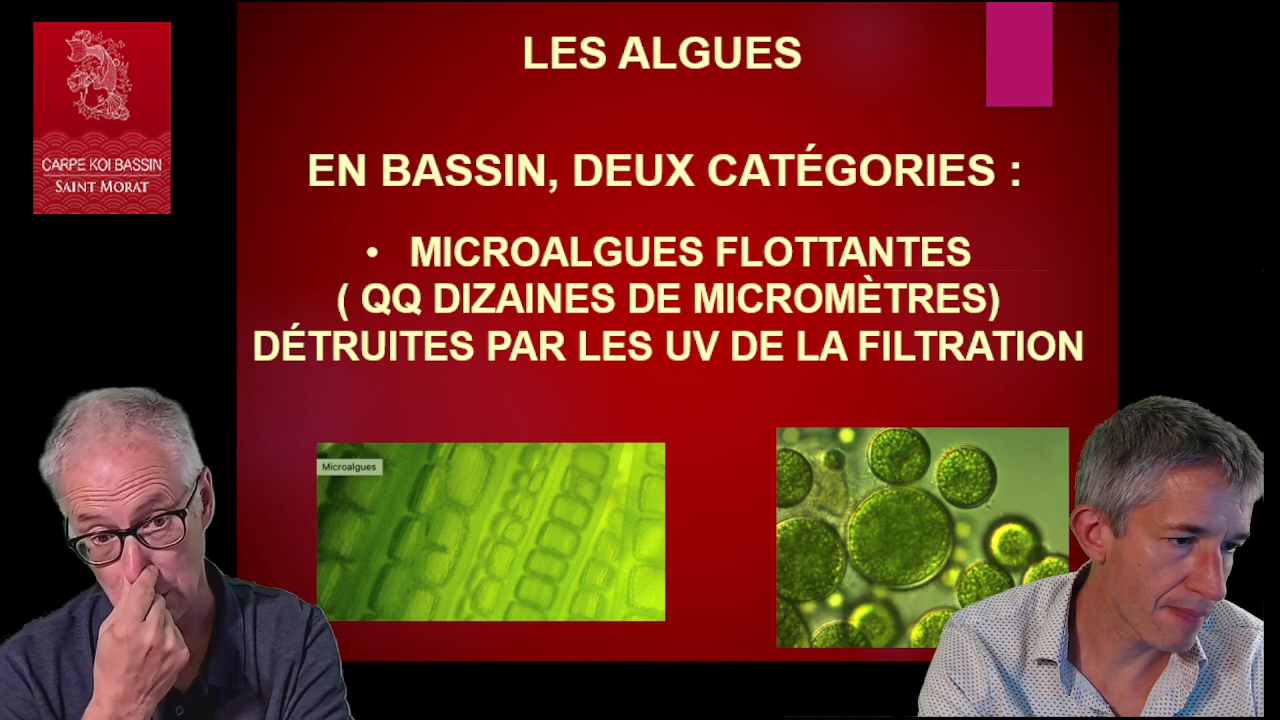 LES ALGUES
CARPE KOI BASSIN
SAINT MORAT
EN BASSIN, DEUX CATÉGORIES :
• MICROALGUES FLOTTANTES
( QQ DIZAINES DE MICROMÈTRES)
DÉTRUITES PAR LES UV DE LA FILTRATION
Microalgues